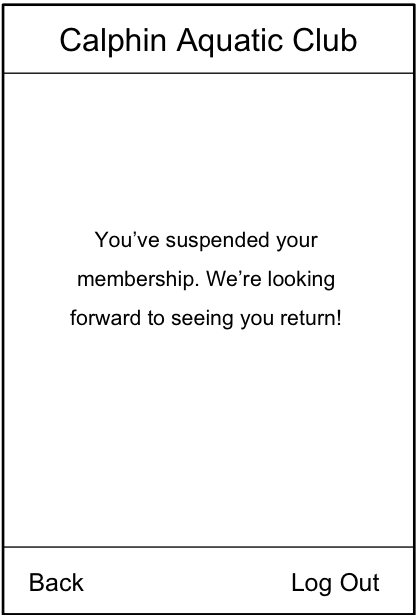 Calphin Aquatic Club
You’ve suspended your
membership. We’re looking
forward to seeing you return!
Back
Log Out